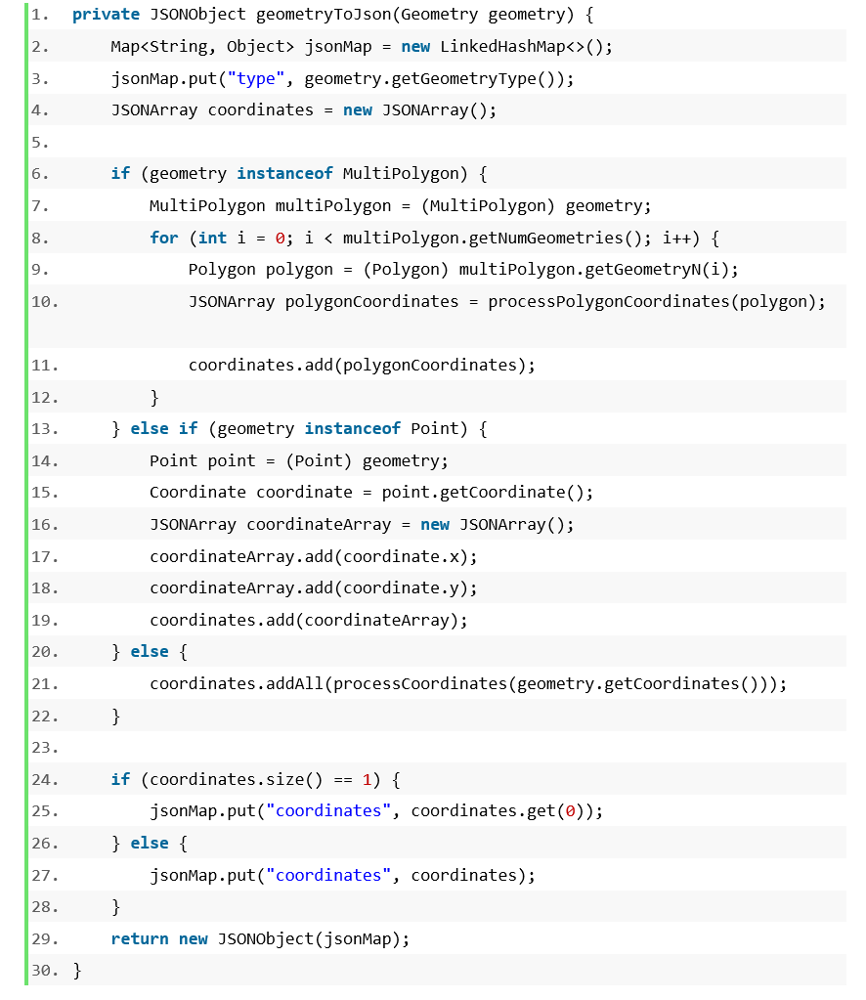 1. private JSONObject geometryToJson(Geometry geometry) {
2.     Map<String, Object> jsonMap = new LinkedHashMap<>();
3.     jsonMap.put("type", geometry.getGeometryType());
4.     JSONArray coordinates = new JSONArray();
5.
6.     if (geometry instanceof MultiPolygon) {
7.         MultiPolygon multiPolygon = (MultiPolygon) geometry;
8.         for (int i = 0; i < multiPolygon.getNumGeometries(); i++) {
9.             Polygon polygon = (Polygon) multiPolygon.getGeometryN(i);
10.             JSONArray polygonCoordinates = processPolygonCoordinates(polygon);
11.             coordinates.add(polygonCoordinates);
12.         }
13.     } else if (geometry instanceof Point) {
14.         Point point = (Point) geometry;
15.         Coordinate coordinate = point.getCoordinate();
16.         JSONArray coordinateArray = new JSONArray();
17.         coordinateArray.add(coordinate.x);
18.         coordinateArray.add(coordinate.y);
19.         coordinates.add(coordinateArray);
20.     } else {
21.         coordinates.addAll(processCoordinates(geometry.getCoordinates()));
22.     }
23.
24.     if (coordinates.size() == 1) {
25.         jsonMap.put("coordinates", coordinates.get(0));
26.     } else {
27.         jsonMap.put("coordinates", coordinates);
28.     }
29.     return new JSONObject(jsonMap);
30. }